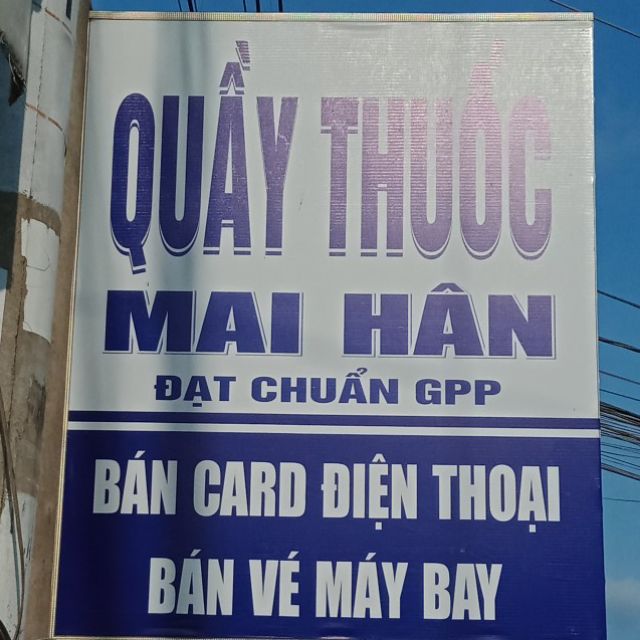 QUẦY THUỐC
MAI HÂN
ĐẠT CHUẨN GPP
BÁN CARD ĐIỆN THOẠI
BÁN VÉ MÁY BAY